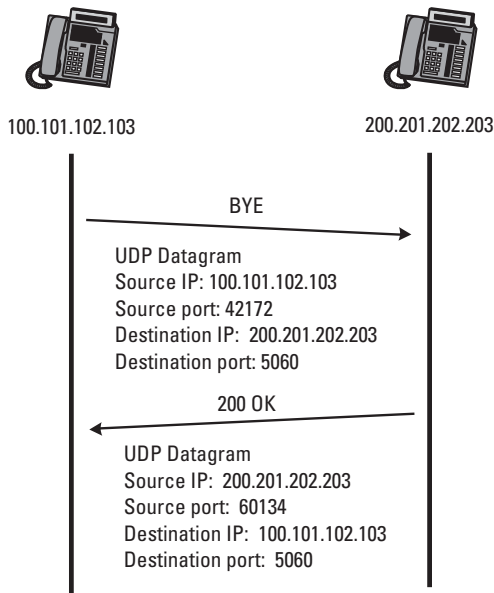 100.101.102.103
200.201.202.203
BYE
UDP Datagram
Source IP: 100.101.102.103
Source port: 42172
Destination IP: 200.201.202.203
Destination port: 5060
200 OK
UDP Datagram
Source IP: 200.201.202.203
Source port: 60134
Destination IP: 100.101.102.103
Destination port: 5060